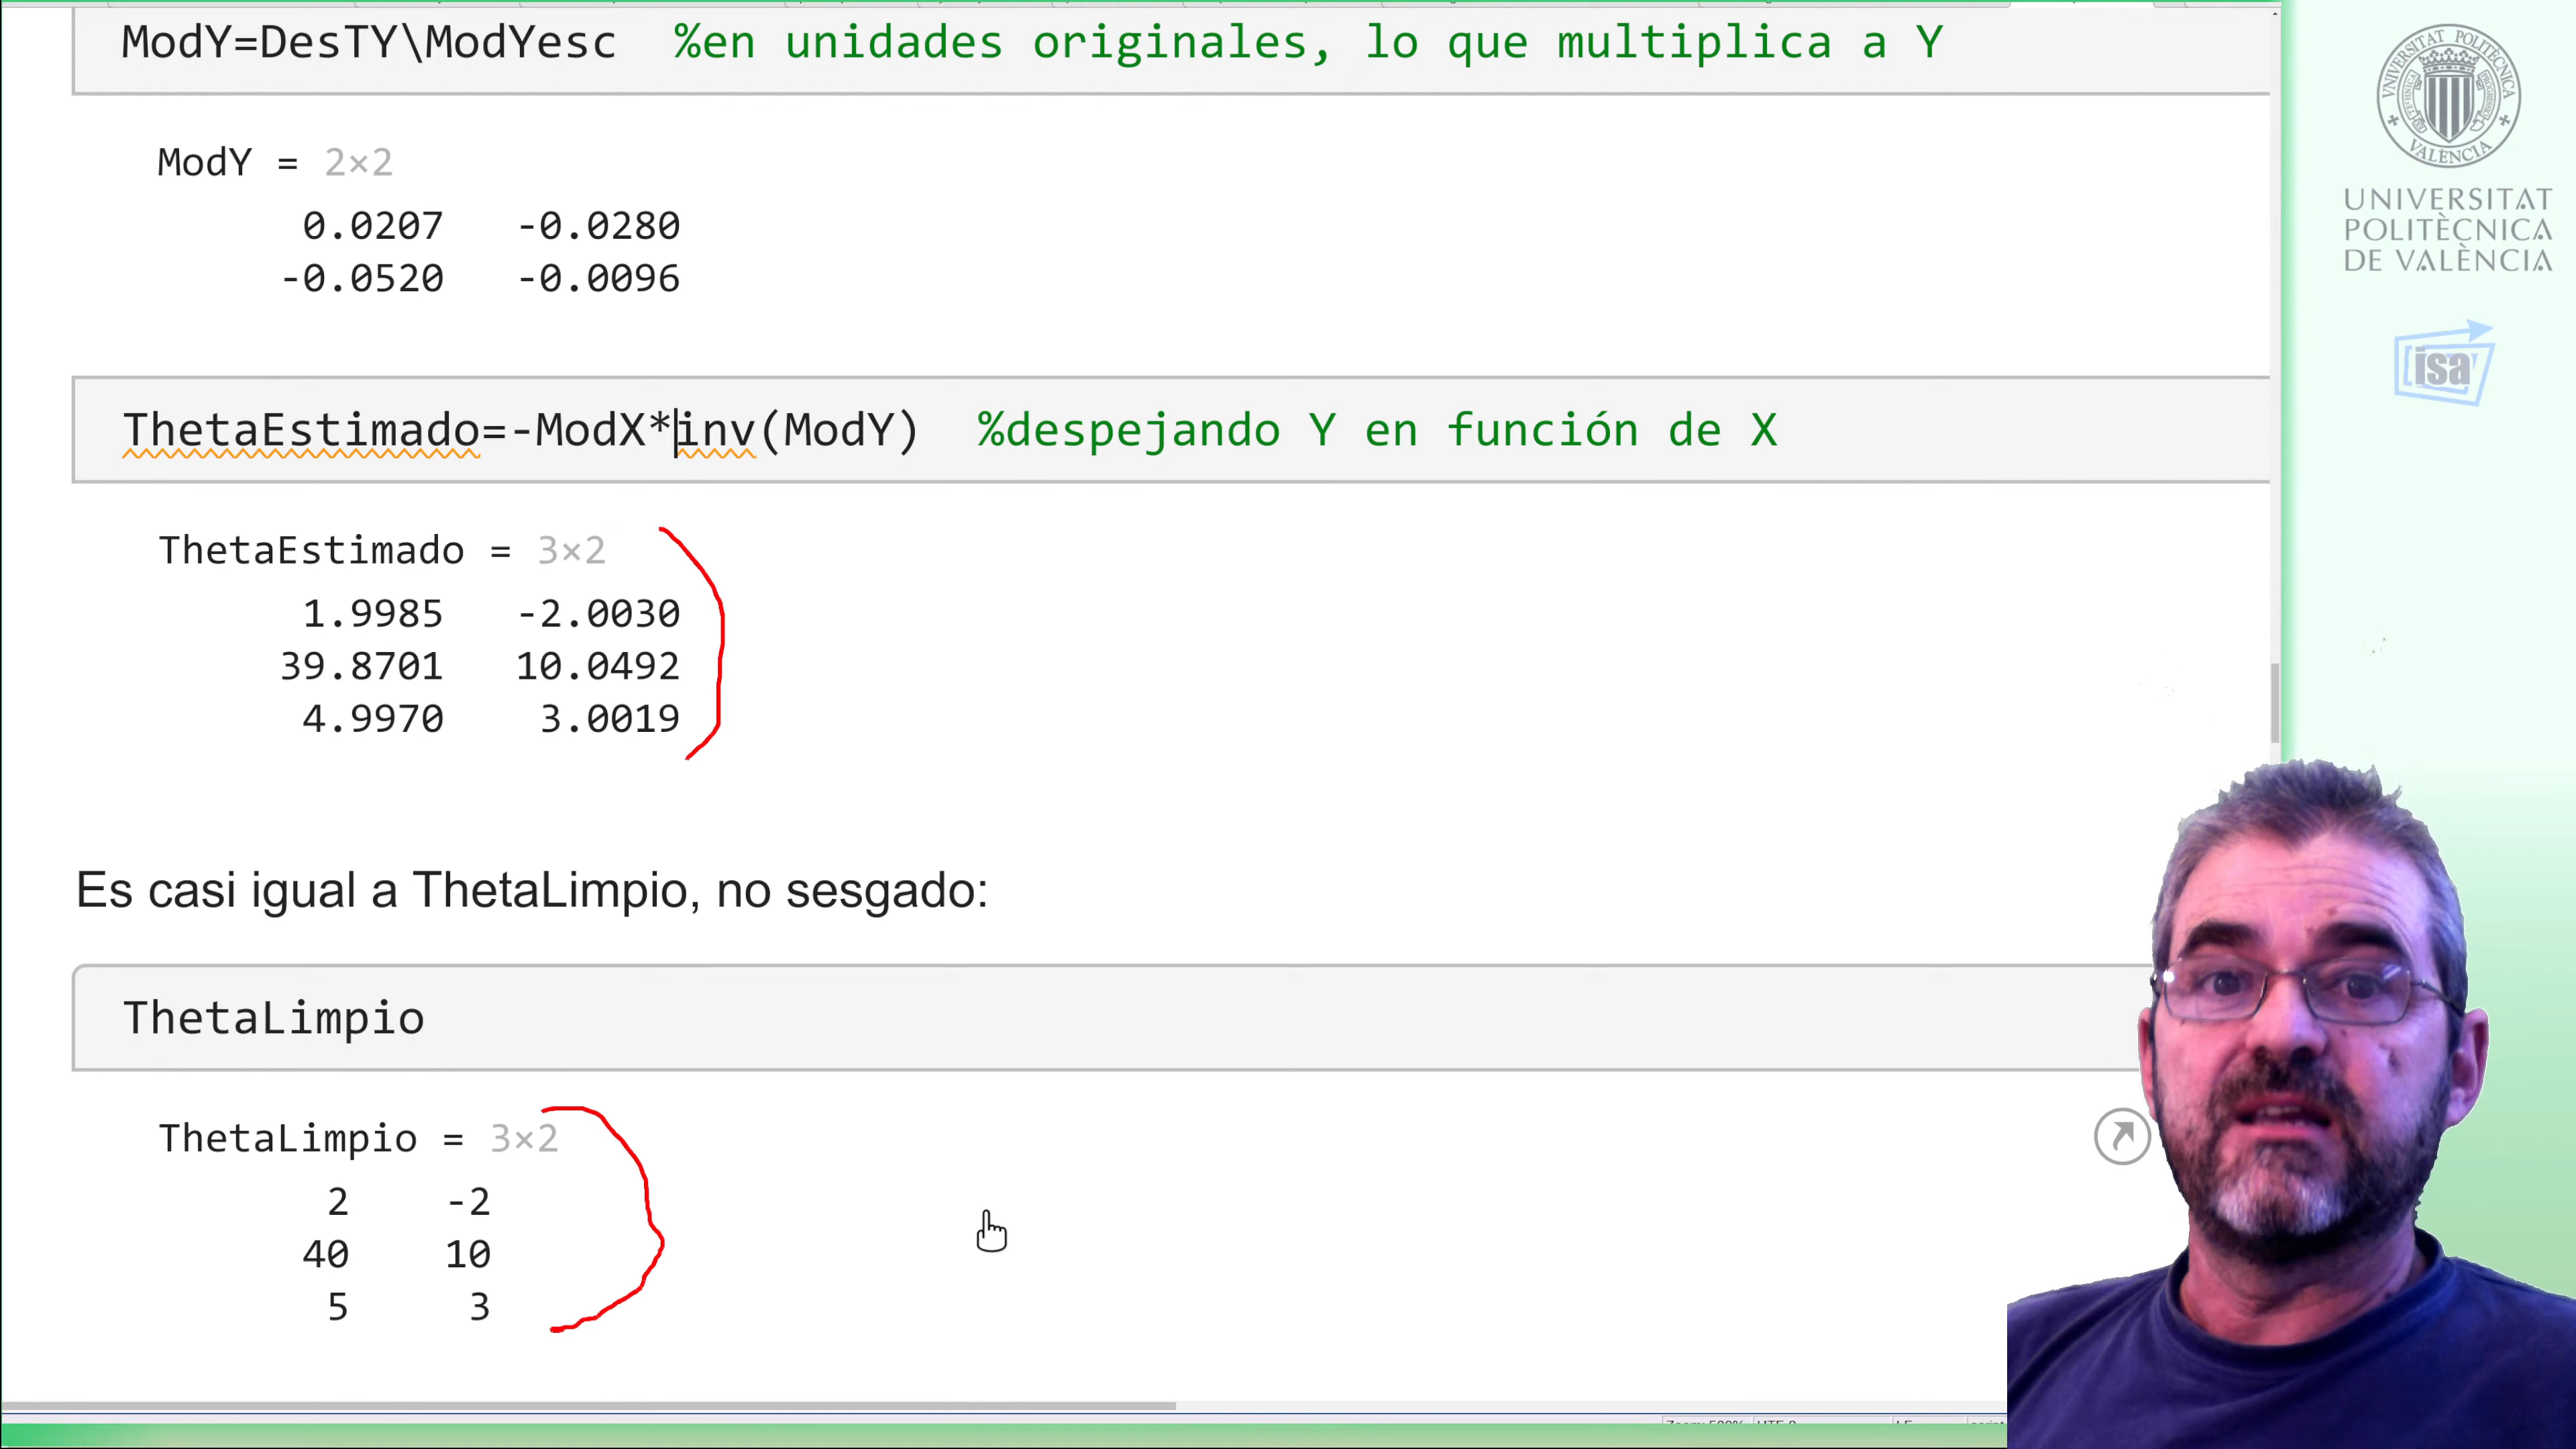 ModY=DesTY\ModYesc %en unidades originales, lo que multiplica a Y
ModY = 2×2
0.0207 -0.0280
-0.0520 -0.0096
ThetaEstimado=-ModX*inv(ModY) %despejando Y en función de X
ThetaEstimado = 3×2
1.9985 -2.0030
39.8701 10.0492
4.9970 3.0019
Es casi igual a ThetaLimpio, no sesgado:
ThetaLimpio
ThetaLimpio = 3×2
2 -2
40 10
5 3
UNIVERSITAT POLITÈCNICA
VALÈNCIA
UNIVERSITAT
POLITÈCNICA
DE VALÈNCIA
isa